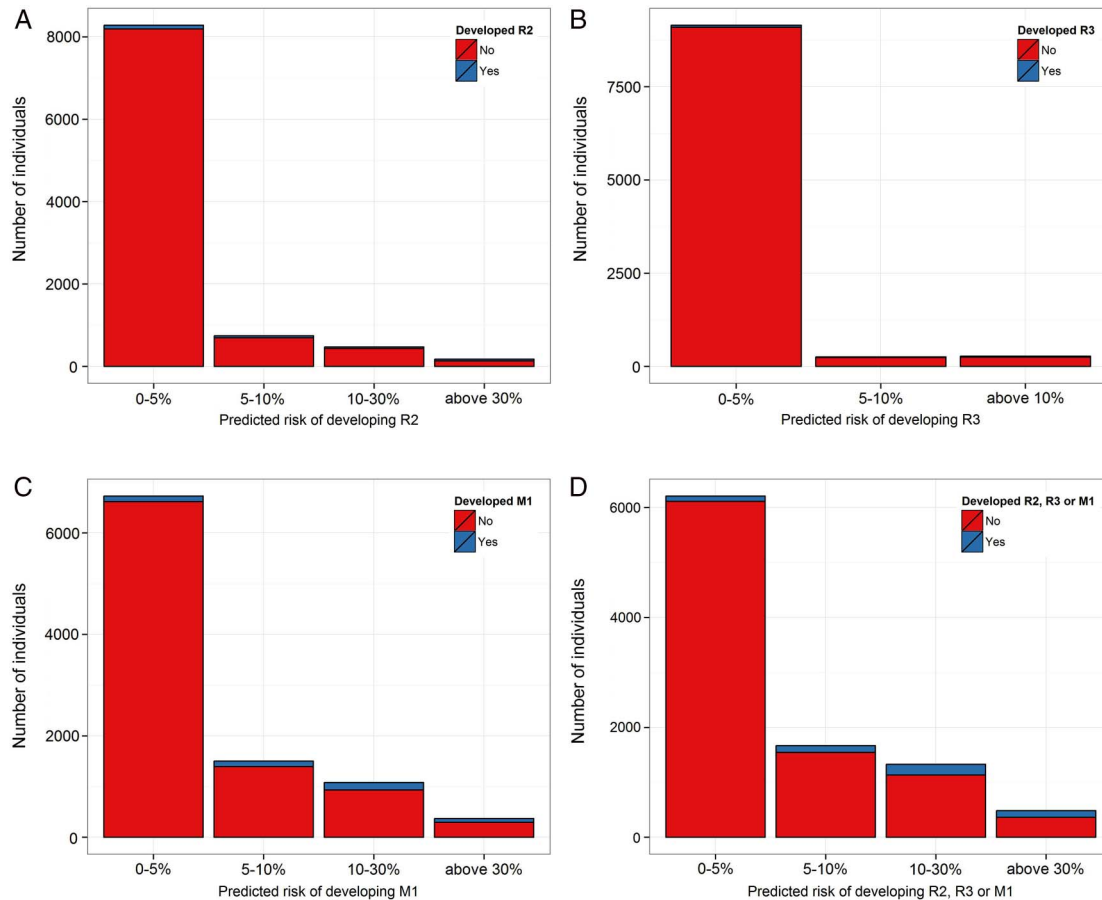 A
Developed R2
No
Yes
Number of individuals
8000
6000
4000
2000
0
0-5% 5-10% 10-30% above 30%
Predicted risk of developing R2
B
Developed R3
No
Yes
Number of individuals
7500
5000
2500
0
0-5% 5-10% above 10%
Predicted risk of developing R3
C
Developed M1
No
Yes
Number of individuals
6000
4000
2000
0
0-5% 5-10% 10-30% above 30%
Predicted risk of developing M1
D
Developed R2, R3 or M1
No
Yes
Number of individuals
6000
4000
2000
0
0-5% 5-10% 10-30% above 30%
Predicted risk of developing R2, R3 or M1